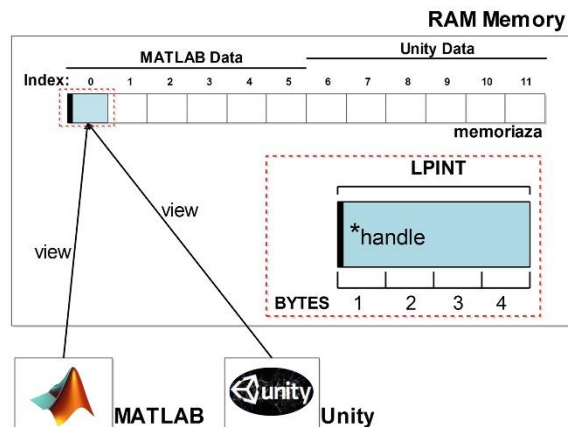 RAM Memory
MATLAB Data
Unity Data
Index: 0 1 2 3 4 5 6 7 8 9 10 11
memoriaza
LPINT
view
view
*handle
BYTES 1 2 3 4
unity
MATLAB
Unity